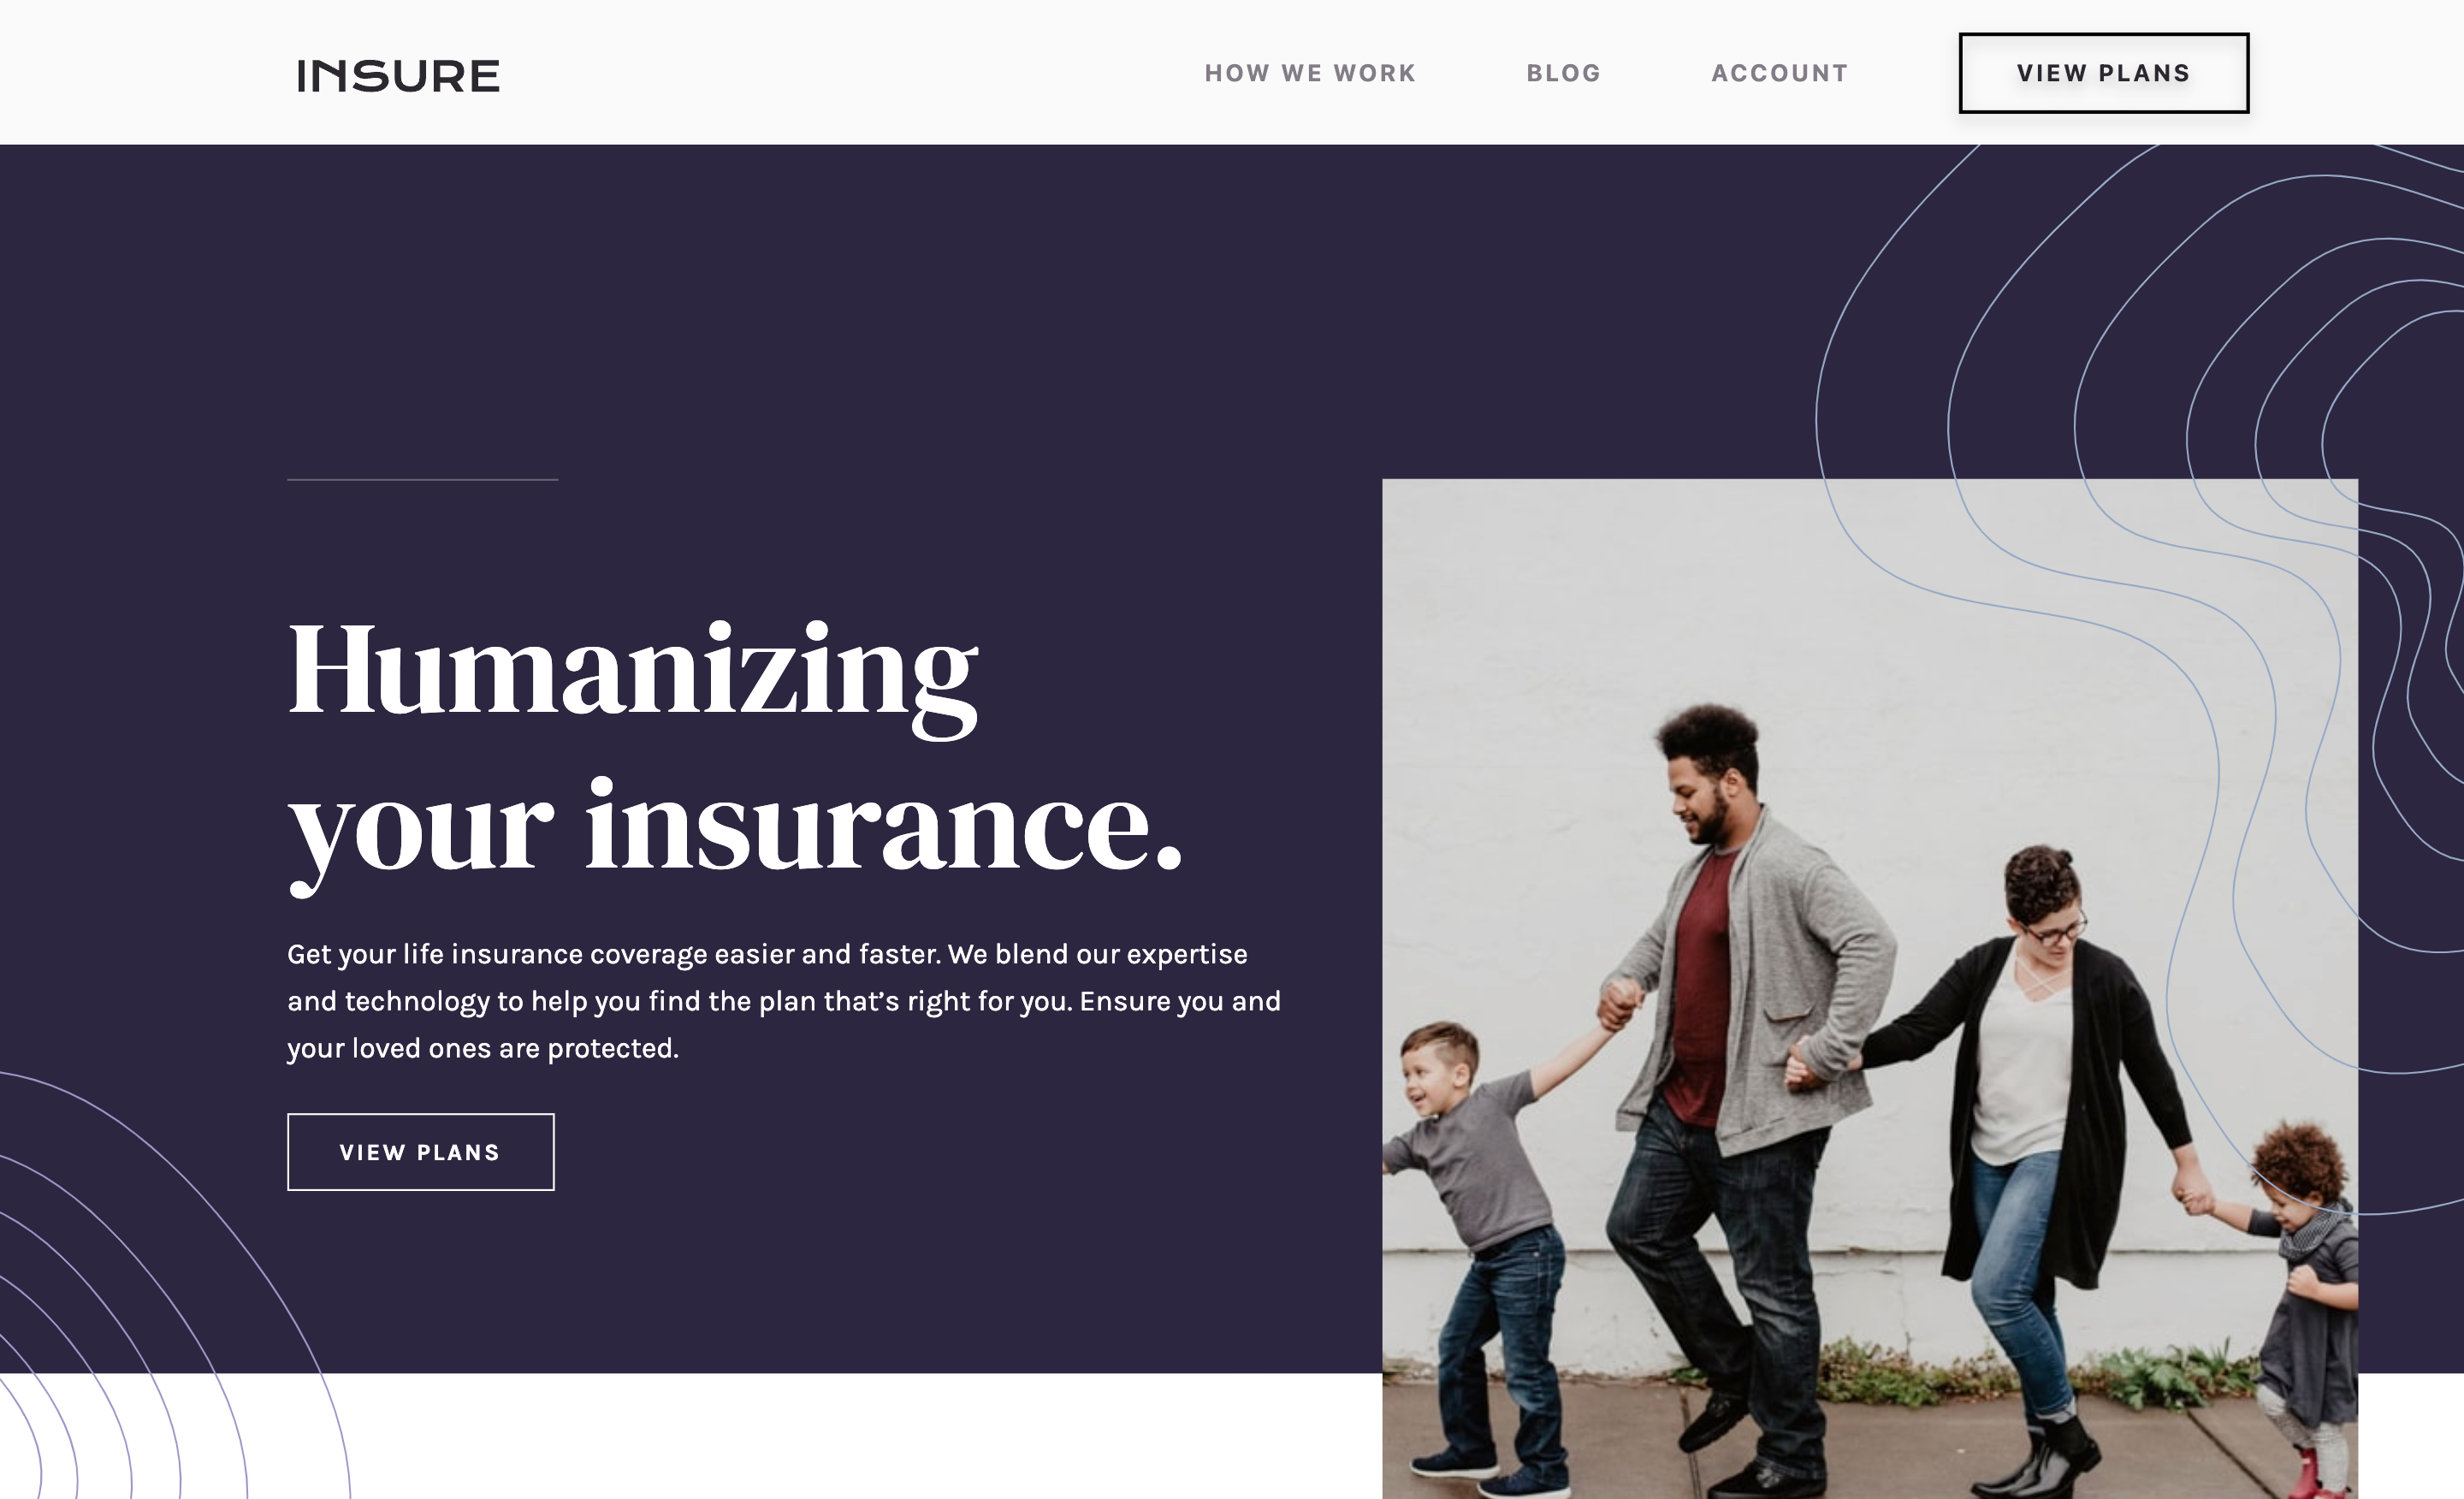 INSURE
HOW WE WORK
BLOG
ACCOUNT
VIEW PLANS
Humanizing
your insurance.
Get your life insurance coverage easier and faster. We blend our expertise
and technology to help you find the plan that’s right for you. Ensure you and
your loved ones are protected.
VIEW PLANS